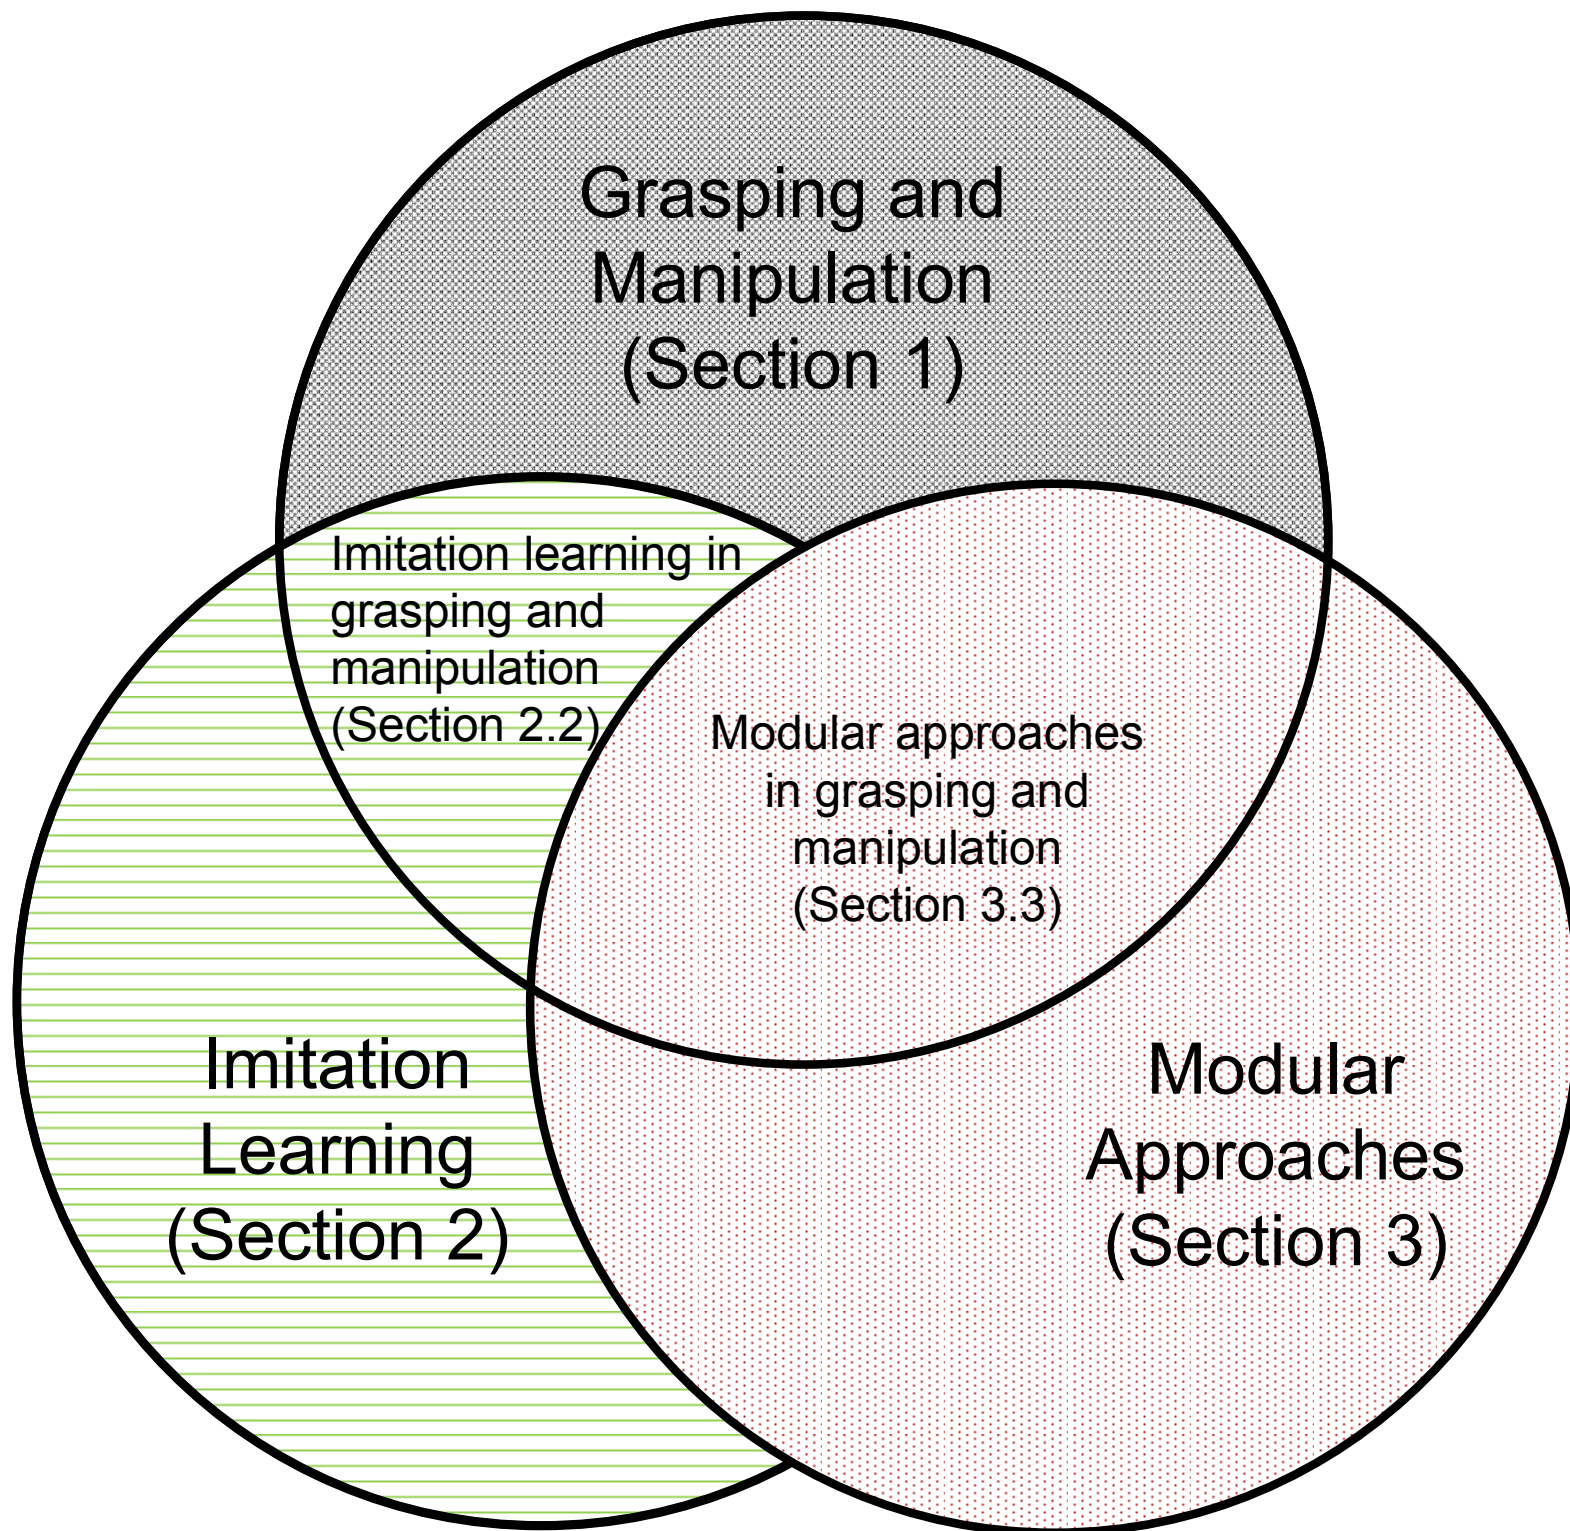 Grasping and
Manipulation
(Section 1)
Imitation learning in
grasping and
manipulation
(Section 2.2)
Modular approaches
in grasping and
manipulation
(Section 3.3)
Imitation
Learning
(Section 2)
Modular
Approaches
(Section 3)